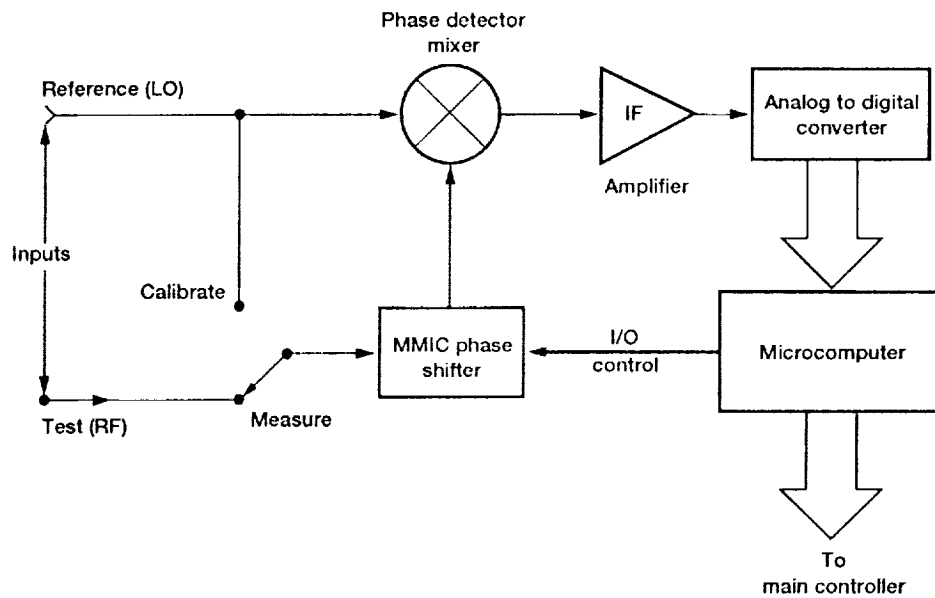 Phase detector
mixer
Reference (LO)
IF
Analog to digital
converter
Amplifier
Inputs
Calibrate
MMIC phase
shifter
I/O
control
Microcomputer
Test (RF)
Measure
To
main controller